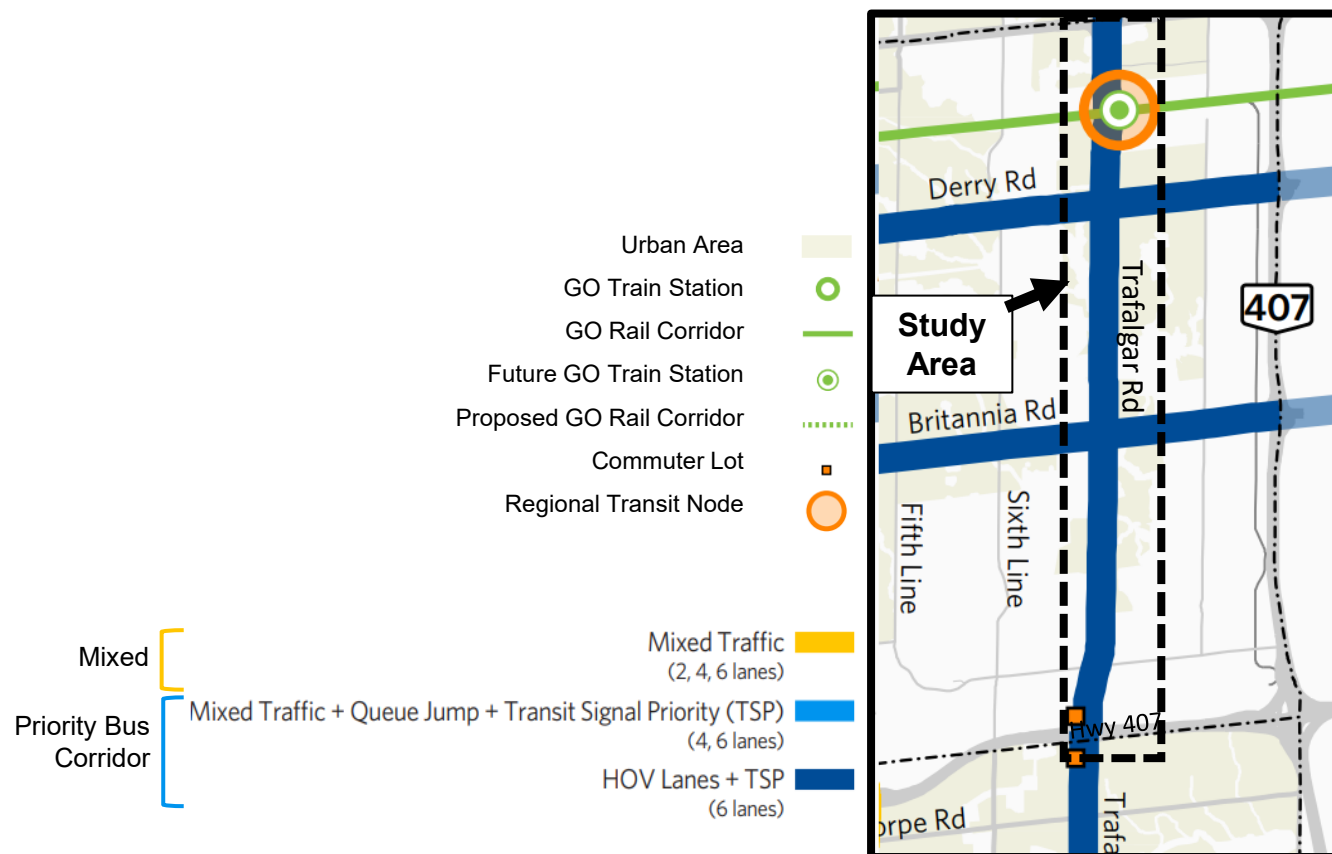 Urban Area
GO Train Station
GO Rail Corridor
Future GO Train Station
Proposed GO Rail Corridor
Commuter Lot
Regional Transit Node
Mixed
Mixed Traffic
(2, 4, 6 lanes)
Priority Bus
Corridor
Mixed Traffic + Queue Jump + Transit Signal Priority (TSP)
(4, 6 lanes)
HOV Lanes + TSP
(6 lanes)
Derry Rd
Trafalgar Rd
407
Study
Area
Britannia Rd
Fifth Line
Sixth Line
Hwy 407
orpe Rd
Trafa